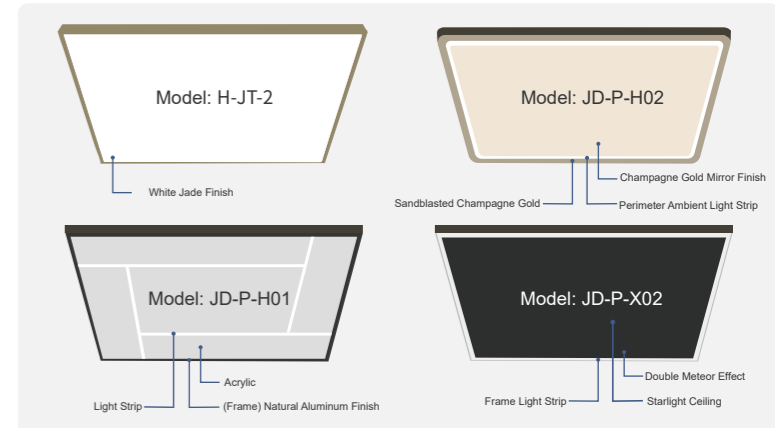 Model: H-JT-2
White Jade Finish
Model: JD-P-H02
Champagne Gold Mirror Finish
Sandblasted Champagne Gold
Perimeter Ambient Light Strip
Model: JD-P-H01
Acrylic
Light Strip
(Frame) Natural Aluminum Finish
Model: JD-P-X02
Double Meteor Effect
Frame Light Strip
Starlight Ceiling